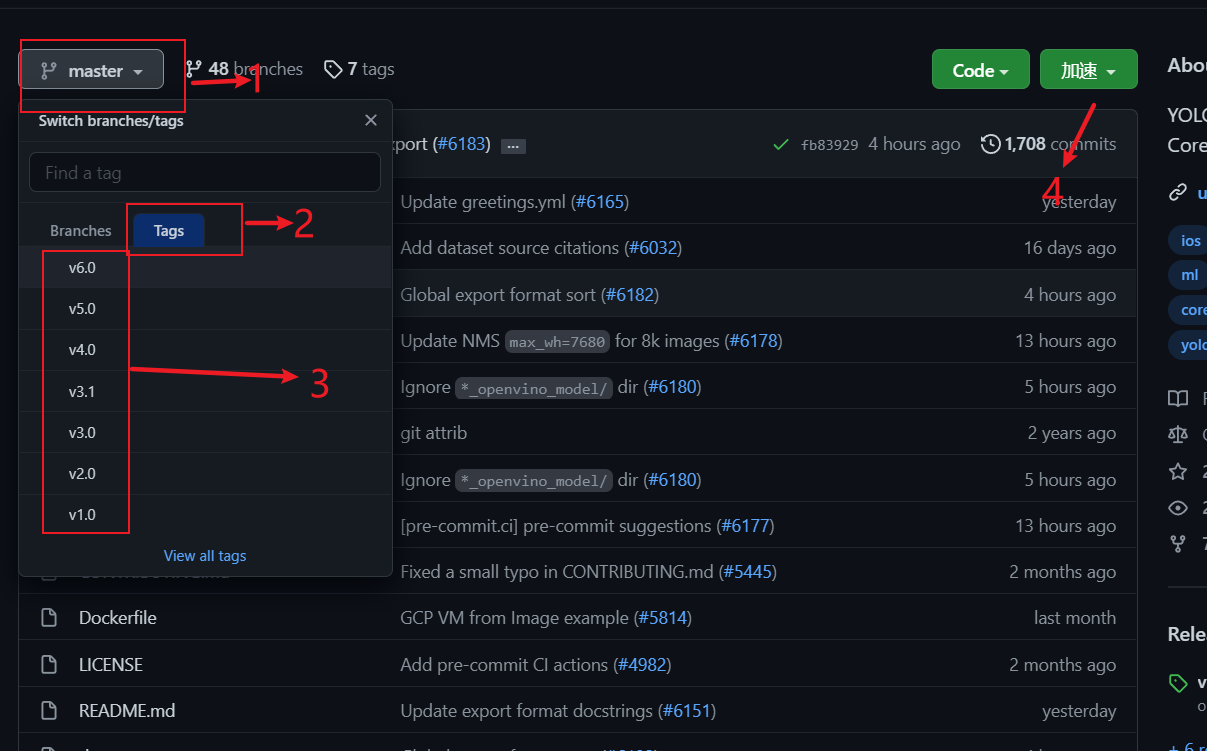 master 48 branches 7 tags Code 加速 Abou
1
Switch branches/tags
port (#6183) ... fb83929 4 hours ago 1,708 commits
YOLO
Core
Find a tag
4
Update greetings.yml (#6165) yesterday
Branches Tags 2
ios
v6.0 Add dataset source citations (#6032) 16 days ago
ml
v5.0 Global export format sort (#6182) 4 hours ago
core
v4.0 Update NMS max_wh=7680 for 8k images (#6178) 13 hours ago
yolo
3
v3.1 Ignore *_openvino_model/ dir (#6180) 5 hours ago
v3.0 git attrib 2 years ago
v2.0 Ignore *_openvino_model/ dir (#6180) 5 hours ago
v1.0 [pre-commit.ci] pre-commit suggestions (#6177) 13 hours ago
View all tags
Fixed a small typo in CONTRIBUTING.md (#5445) 2 months ago
Dockerfile GCP VM from Image example (#5814) last month
Rele
LICENSE Add pre-commit CI actions (#4982) 2 months ago
v
README.md Update export format docstrings (#6151) yesterday